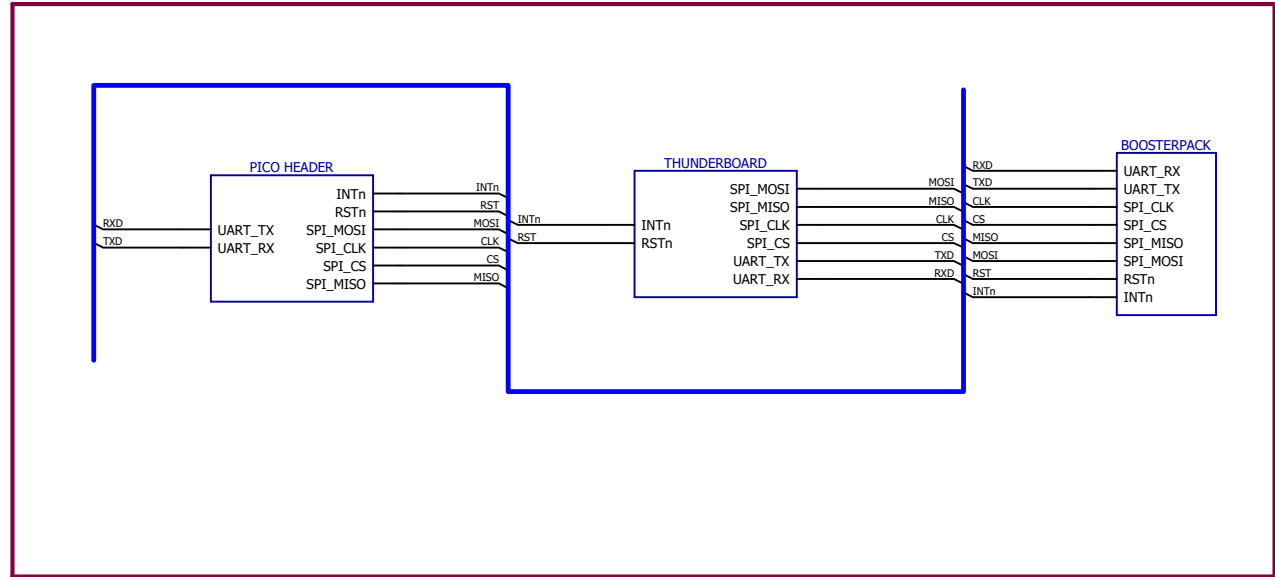 PICO HEADER
RXD
TXD
UART_TX
UART_RX
INTn
RSTn
SPI_MOSI
SPI_CLK
SPI_CS
SPI_MISO
INTn
RST
MOSI
CLK
CS
MISO
THUNDERBOARD
INTn
RST
INTn
RSTn
SPI_MOSI
SPI_MISO
SPI_CLK
SPI_CS
UART_TX
UART_RX
MOSI
MISO
CLK
CS
TXD
RXD
BOOSTERPACK
RXD
TXD
CLK
CS
MISO
MOSI
RST
INTn
UART_RX
UART_TX
SPI_CLK
SPI_CS
SPI_MISO
SPI_MOSI
RSTn
INTn